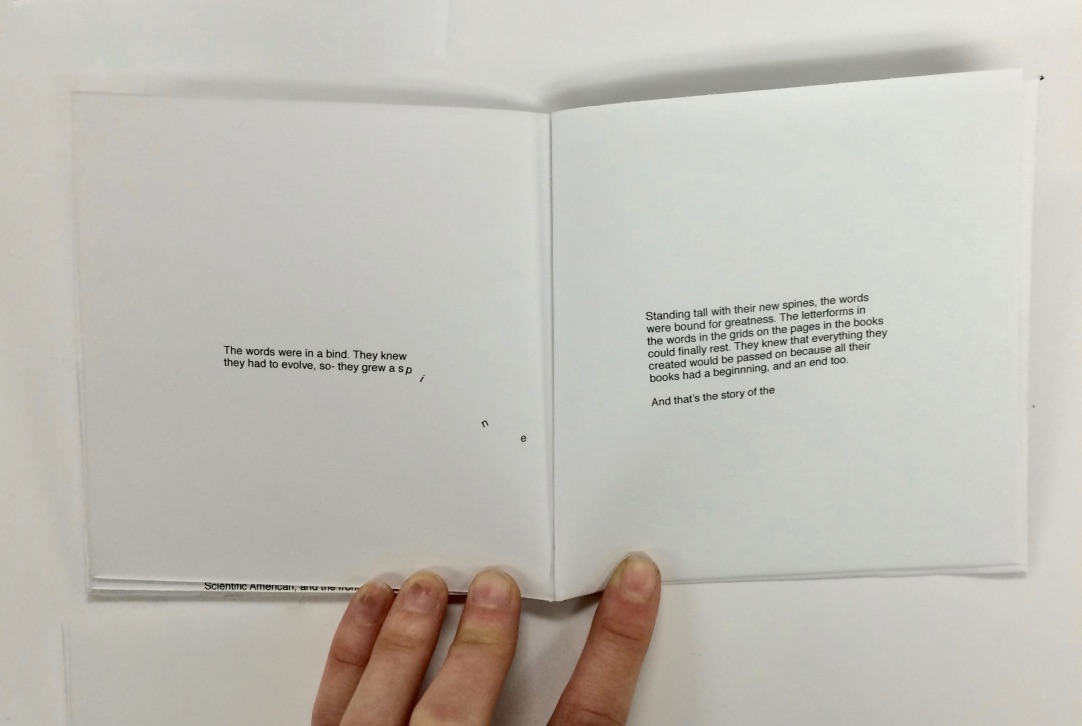 The words were in a bind. They knew
they had to evolve, so- they grew a s p
i
n
e
Scientific American, and the
Standing tall with their new spines, the words
were bound for greatness. The letterforms in
the words in the grids on the pages in the books
could finally rest. They knew that everything they
created would be passed on because all their
books had a beginnning, and an end too.
And that's the story of the